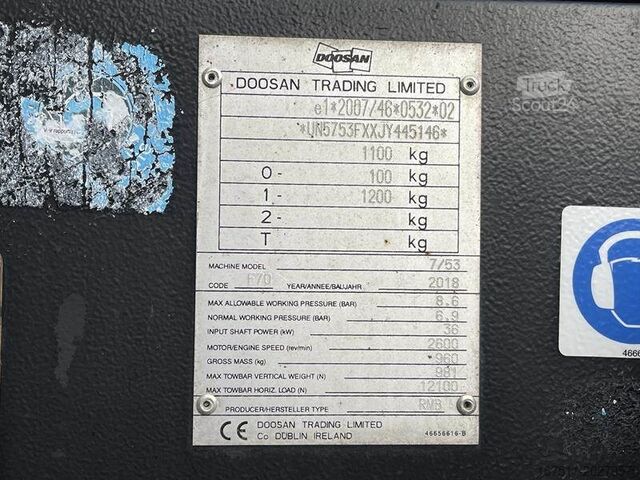 DOOSAN
DOOSAN TRADING LIMITED
e1*2007/46*0532*02
*UN5753FXXJY445146*
1100 kg
0- 100 kg
1- 1200 kg
2- kg
T kg
MACHINE MODEL 7/53
CODE F70 YEAR/ANNEE/BAUJAHR 2018
MAX ALLOWABLE WORKING PRESSURE (BAR) 8.6
NORMAL WORKING PRESSURE (BAR) 6.9
INPUT SHAFT POWER (kW) 36
MOTOR/ENGINE SPEED (rev/min) 2600
GROSS MASS (kg) 960
MAX TOWBAR VERTICAL WEIGHT (N) 981
MAX TOWBAR HORIZ. LOAD (N) 12100
PRODUCER/HERSTELLER TYPE
CE DOOSAN TRADING LIMITED
Co DUBLIN IRELAND 46656616-B
Truck
Scout24